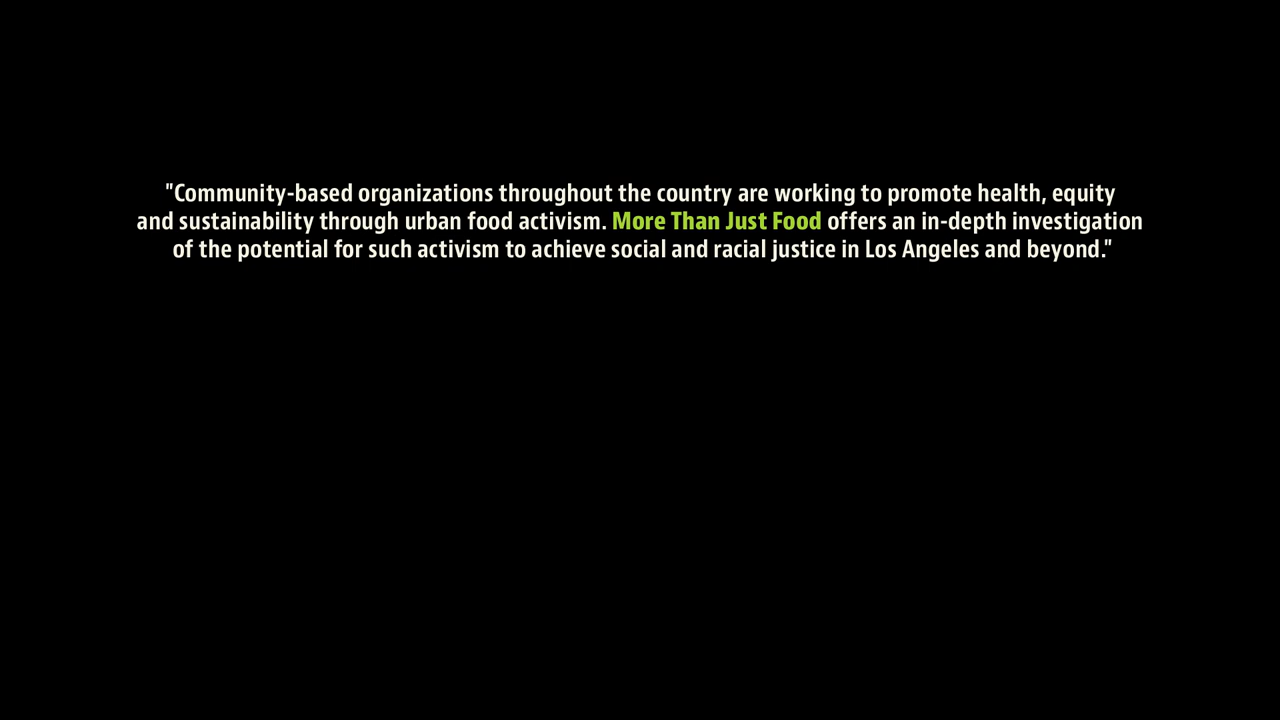 "Community-based organizations throughout the country are working to promote health, equity
and sustainability through urban food activism. More Than Just Food offers an in-depth investigation
of the potential for such activism to achieve social and racial justice in Los Angeles and beyond."